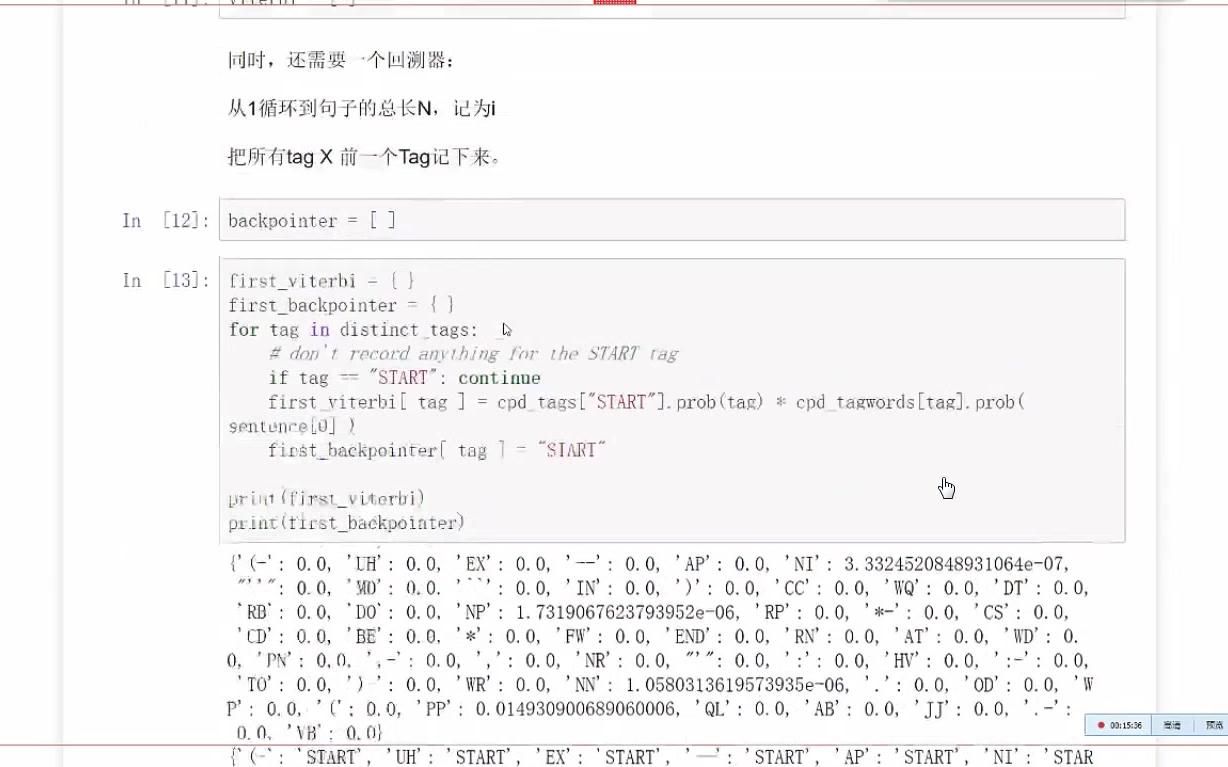 viterbi = [ ]
同时，还需要一个回溯器：
从1循环到句子的总长N，记为i
把所有tag X 前一个Tag记下来。
In [12]: backpointer = [ ]
In [13]: first_viterbi = { }
first_backpointer = { }
for tag in distinct_tags:
# don't record anything for the START tag
if tag == "START": continue
first_viterbi[ tag ] = cpd_tags["START"].prob(tag) * cpd_tagwords[tag].prob(
sentence[0] )
first_backpointer[ tag ] = "START"
print(first_viterbi)
print(first_backpointer)
{'(-': 0.0, 'UH': 0.0, 'EX': 0.0, '--': 0.0, 'AP': 0.0, 'NI': 3.3324520848931064e-07,
"''": 0.0, 'MD': 0.0, '``': 0.0, 'IN': 0.0, ')': 0.0, 'CC': 0.0, 'WQ': 0.0, 'DT': 0.0,
'RB': 0.0, 'DO': 0.0, 'NP': 1.7319067623793952e-06, 'RP': 0.0, '*-': 0.0, 'CS': 0.0,
'CD': 0.0, 'BE': 0.0, '*': 0.0, 'FW': 0.0, 'END': 0.0, 'RN': 0.0, 'AT': 0.0, 'WD': 0.
0, 'PN': 0.0, ',-': 0.0, ',': 0.0, 'NR': 0.0, "'": 0.0, ':': 0.0, 'HV': 0.0, ':-': 0.0,
'TO': 0.0, ')-': 0.0, 'WR': 0.0, 'NN': 1.0580313619573935e-06, '.': 0.0, 'OD': 0.0, 'W
P': 0.0, '(': 0.0, 'PP': 0.014930900689060006, 'QL': 0.0, 'AB': 0.0, 'JJ': 0.0, '.-':
0.0, 'VB': 0.0}
{'(-': 'START', 'UH': 'START', 'EX': 'START', '--': 'START', 'AP': 'START', 'NI': 'STAR
00:15:36 高清 预览